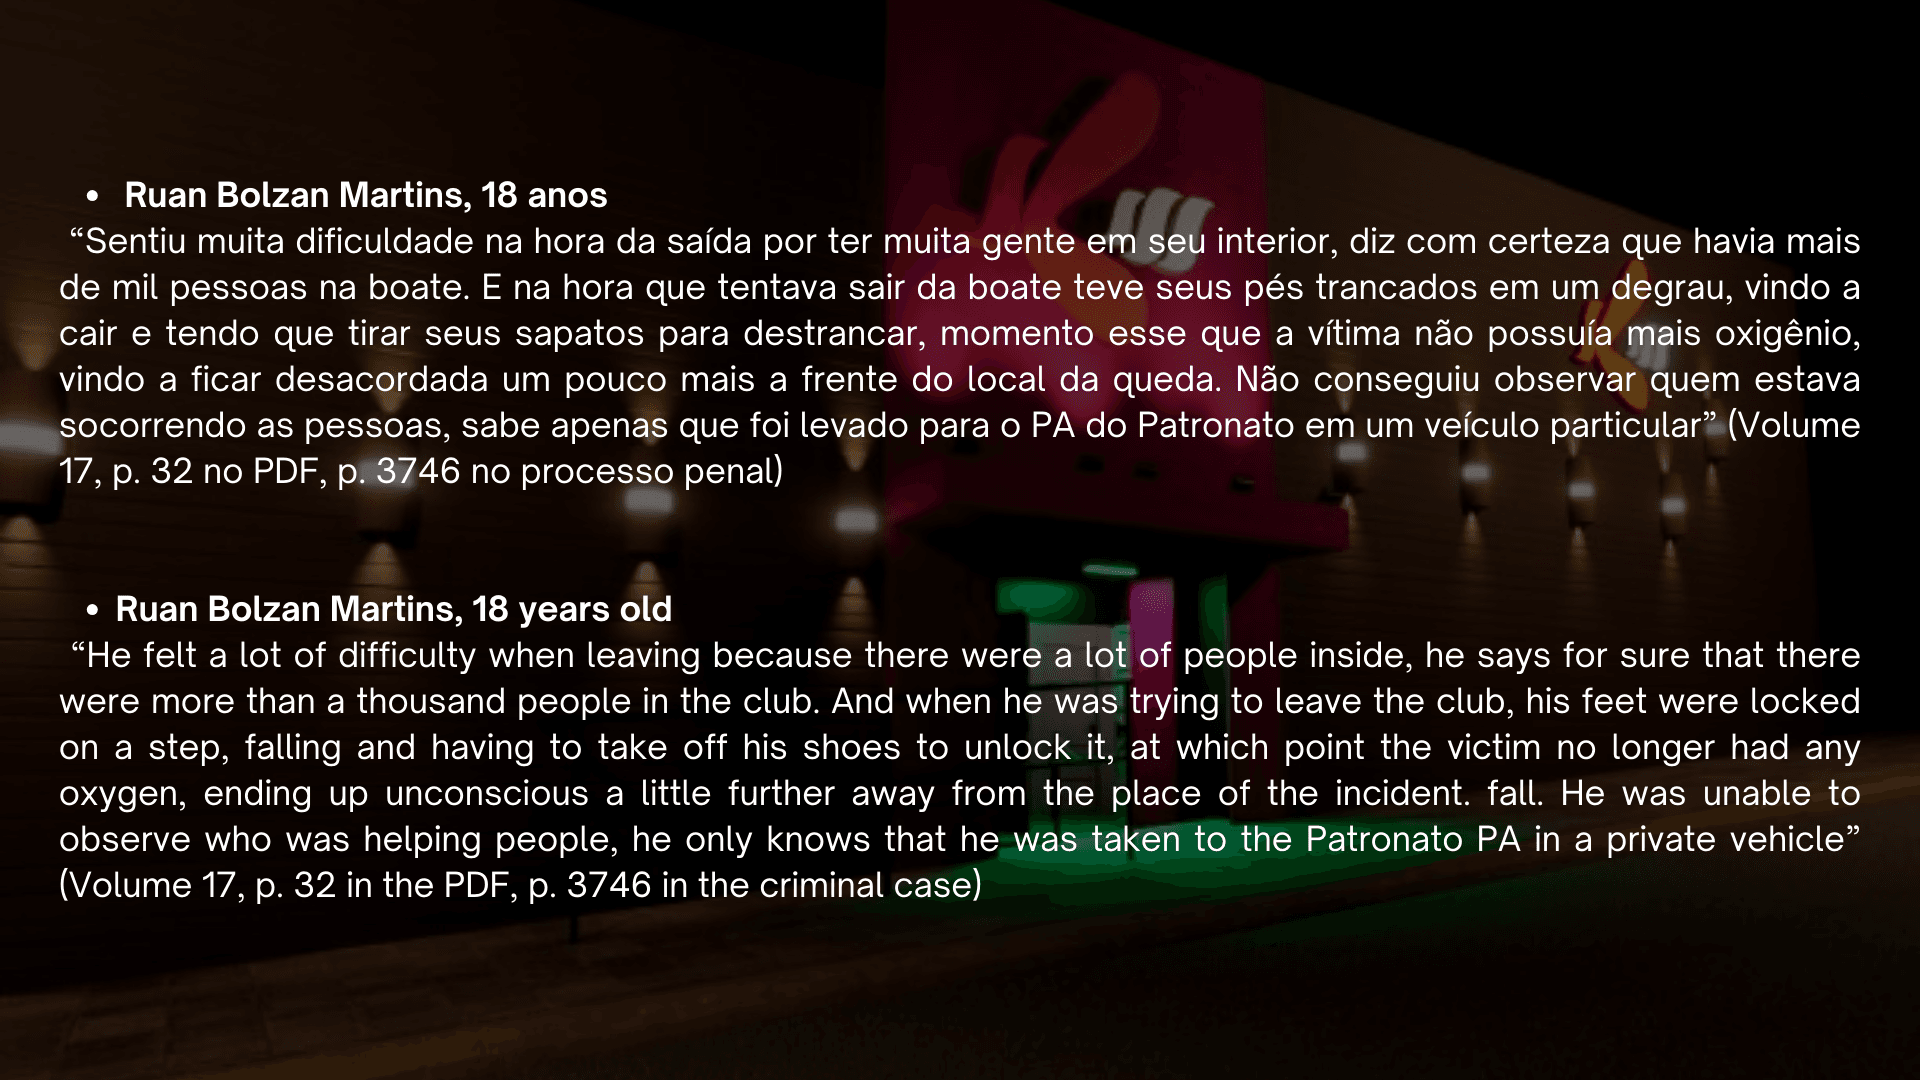 • Ruan Bolzan Martins, 18 anos
“Sentiu muita dificuldade na hora da saída por ter muita gente em seu interior, diz com certeza que havia mais
de mil pessoas na boate. E na hora que tentava sair da boate teve seus pés trancados em um degrau, vindo a
cair e tendo que tirar seus sapatos para destrancar, momento esse que a vítima não possuía mais oxigênio,
vindo a ficar desacordada um pouco mais a frente do local da queda. Não conseguiu observar quem estava
socorrendo as pessoas, sabe apenas que foi levado para o PA do Patronato em um veículo particular” (Volume
17, p. 32 no PDF, p. 3746 no processo penal)
• Ruan Bolzan Martins, 18 years old
“He felt a lot of difficulty when leaving because there were a lot of people inside, he says for sure that there
were more than a thousand people in the club. And when he was trying to leave the club, his feet were locked
on a step, falling and having to take off his shoes to unlock it, at which point the victim no longer had any
oxygen, ending up unconscious a little further away from the place of the incident. fall. He was unable to
observe who was helping people, he only knows that he was taken to the Patronato PA in a private vehicle”
(Volume 17, p. 32 in the PDF, p. 3746 in the criminal case)